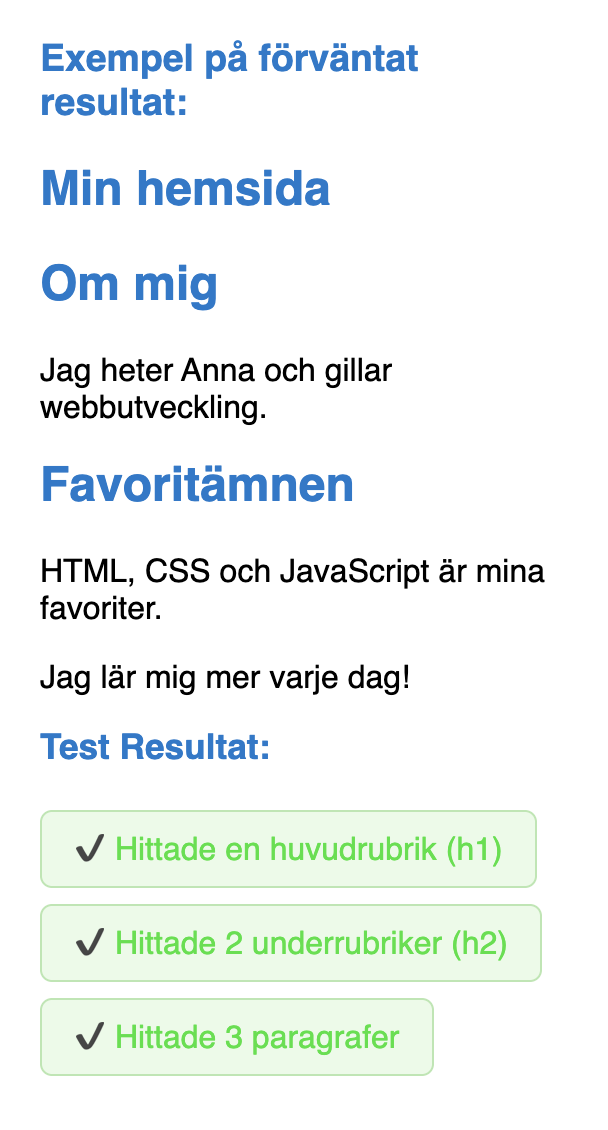 Exempel på förväntat
resultat:
Min hemsida
Om mig
Jag heter Anna och gillar
webbutveckling.
Favoritämnen
HTML, CSS och JavaScript är mina
favoriter.
Jag lär mig mer varje dag!
Test Resultat:
✔ Hittade en huvudrubrik (h1)
✔ Hittade 2 underrubriker (h2)
✔ Hittade 3 paragrafer